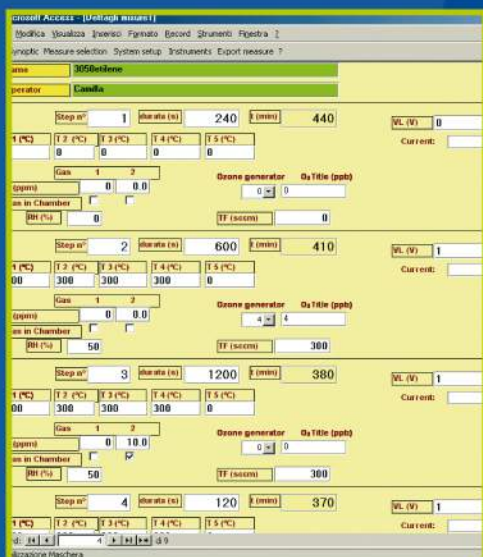 crosoft Access - [Dettagli misure1]
Modifica Visualizza Inserisci Formato Record Strumenti Finestra ?
ynoptic Measure selection System setup Instruments Export measure ?
ame 3050etilene
perator Camilla
Step n° 1 durata (s) 240 t (min) 440 VL (V) 0
1 (°C) T 2 (°C) T 3 (°C) T 4 (°C) T 5 (°C) Current:
0 0 0 0
Gas 1 2 Ozone generator O₃ Title (ppb)
(ppm) 0 0.0 0 0
as in Chamber
RH (%) 0 TF (sccm) 0
Step n° 2 durata (s) 600 t (min) 410 VL (V) 1
1 (°C) T 2 (°C) T 3 (°C) T 4 (°C) T 5 (°C) Current:
00 300 300 300 0
Gas 1 2 Ozone generator O₃ Title (ppb)
(ppm) 0 0.0 4 4
as in Chamber
RH (%) 50 TF (sccm) 300
Step n° 3 durata (s) 1200 t (min) 380 VL (V) 1
1 (°C) T 2 (°C) T 3 (°C) T 4 (°C) T 5 (°C) Current:
00 300 300 300 0
Gas 1 2 Ozone generator O₃ Title (ppb)
(ppm) 0 10.0 0 0
as in Chamber
RH (%) 50 TF (sccm) 300
Step n° 4 durata (s) 120 t (min) 370 VL (V) 1
1 (°C) T 2 (°C) T 3 (°C) T 4 (°C) T 5 (°C) Current:
d: 4 di 9
alizzazione Maschera